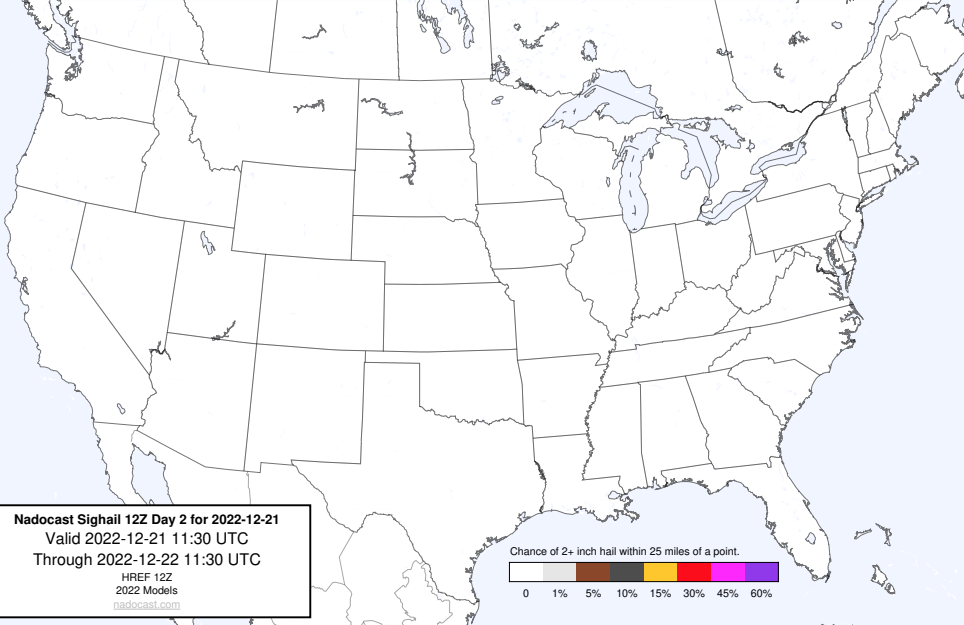 Nadocast Sighail 12Z Day 2 for 2022-12-21
Valid 2022-12-21 11:30 UTC
Through 2022-12-22 11:30 UTC
HREF 12Z
2022 Models
nadocast.com
Chance of 2+ inch hail within 25 miles of a point.
0 1% 5% 10% 15% 30% 45% 60%